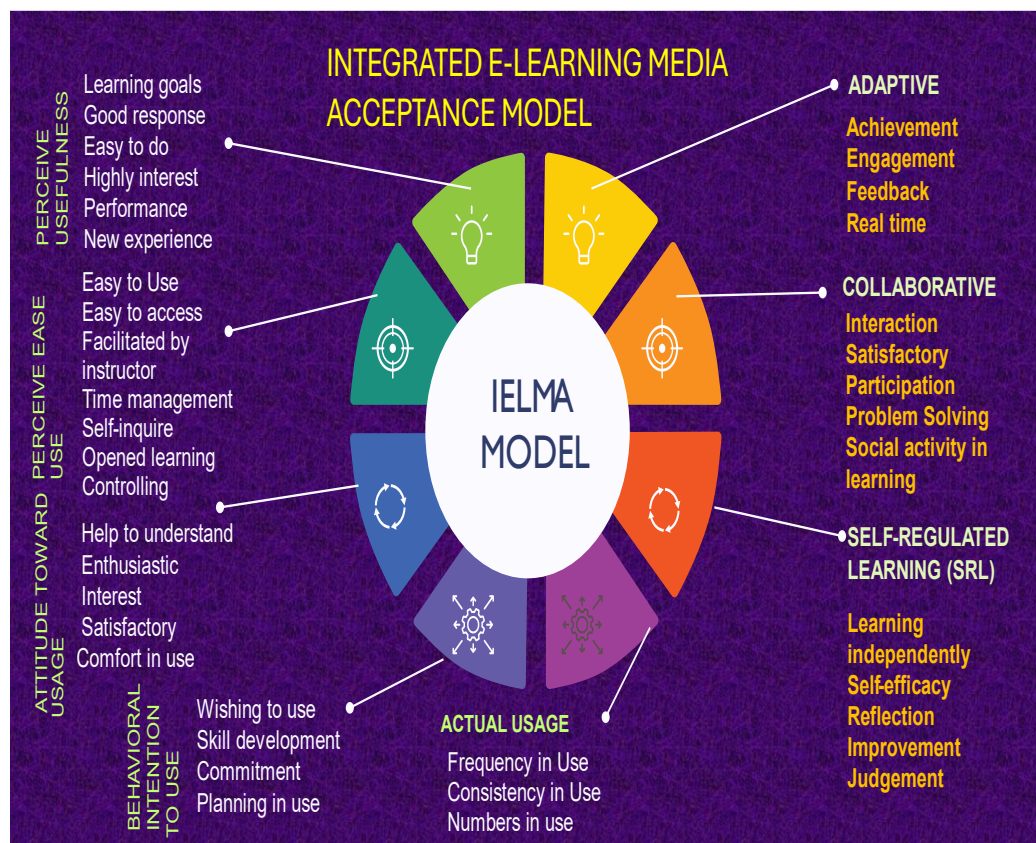 INTEGRATED E-LEARNING MEDIA
ACCEPTANCE MODEL
PERCEIVE
USEFULNESS
Learning goals
Good response
Easy to do
Highly interest
Performance
New experience
PERCEIVE EASE
USE
Easy to Use
Easy to access
Facilitated by
instructor
Time management
Self-inquire
Opened learning
Controlling
ATTITUDE TOWARD
USAGE
Help to understand
Enthusiastic
Interest
Satisfactory
Comfort in use
BEHAVIORAL
INTENTION
TO USE
Wishing to use
Skill development
Commitment
Planning in use
IELMA
MODEL
ACTUAL USAGE
Frequency in Use
Consistency in Use
Numbers in use
ADAPTIVE
Achievement
Engagement
Feedback
Real time
COLLABORATIVE
Interaction
Satisfactory
Participation
Problem Solving
Social activity in
learning
SELF-REGULATED
LEARNING (SRL)
Learning
independently
Self-efficacy
Reflection
Improvement
Judgement